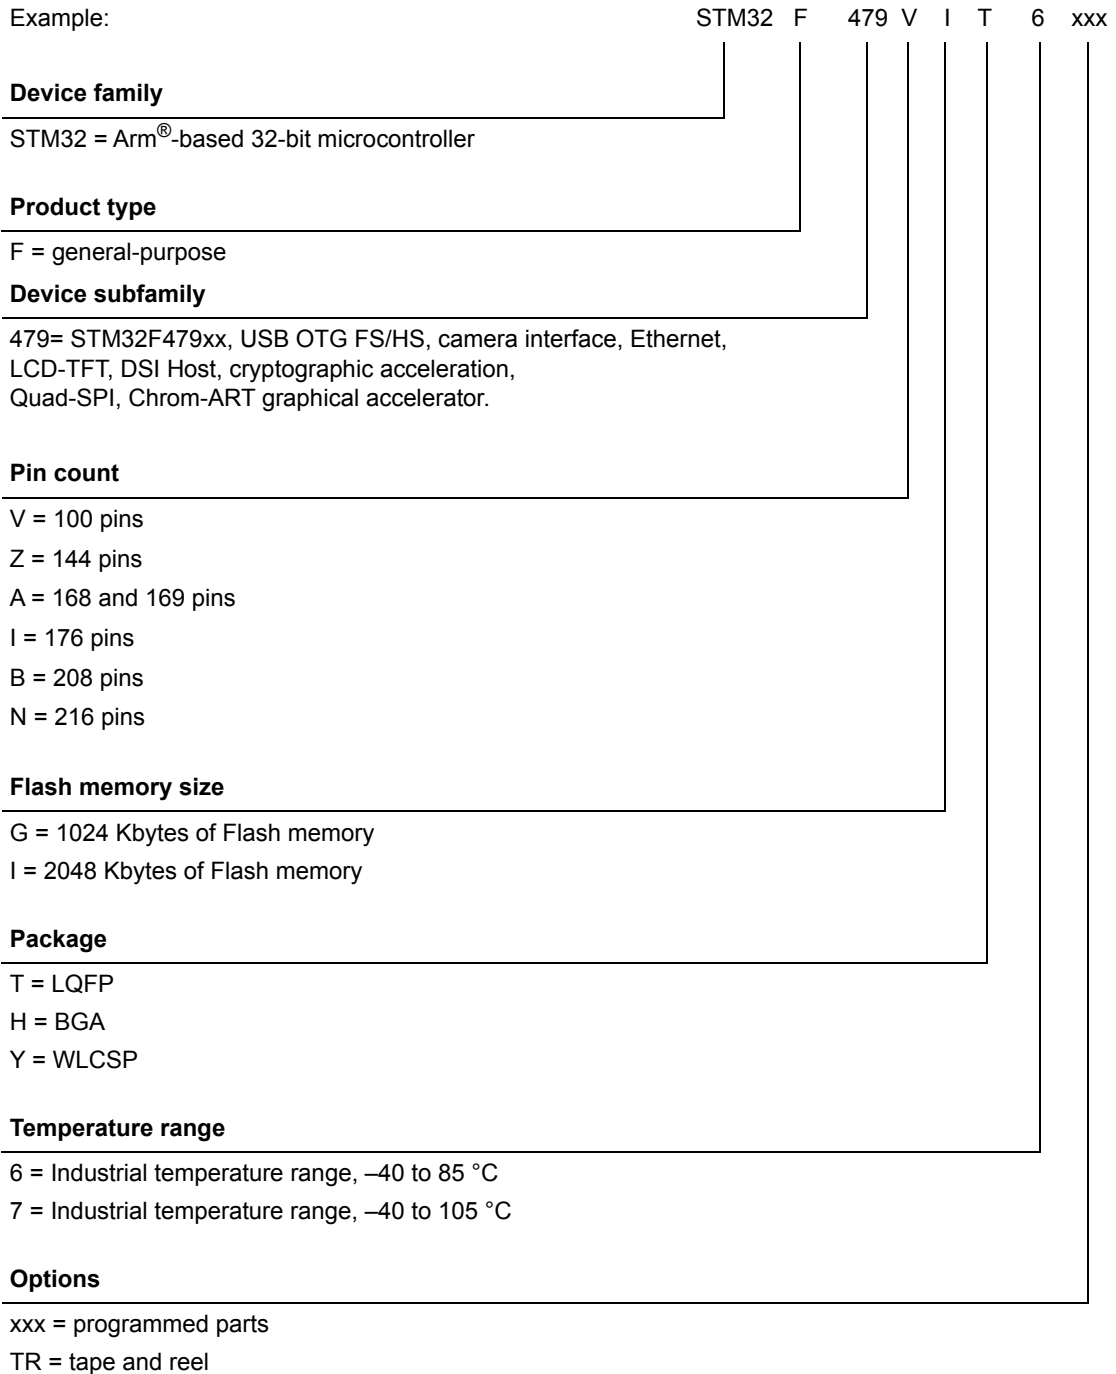 Example: STM32 F 479 V I T 6 xxx
Device family
STM32 = Arm®-based 32-bit microcontroller
Product type
F = general-purpose
Device subfamily
479= STM32F479xx, USB OTG FS/HS, camera interface, Ethernet,
LCD-TFT, DSI Host, cryptographic acceleration,
Quad-SPI, Chrom-ART graphical accelerator.
Pin count
V = 100 pins
Z = 144 pins
A = 168 and 169 pins
I = 176 pins
B = 208 pins
N = 216 pins
Flash memory size
G = 1024 Kbytes of Flash memory
I = 2048 Kbytes of Flash memory
Package
T = LQFP
H = BGA
Y = WLCSP
Temperature range
6 = Industrial temperature range, –40 to 85 °C
7 = Industrial temperature range, –40 to 105 °C
Options
xxx = programmed parts
TR = tape and reel